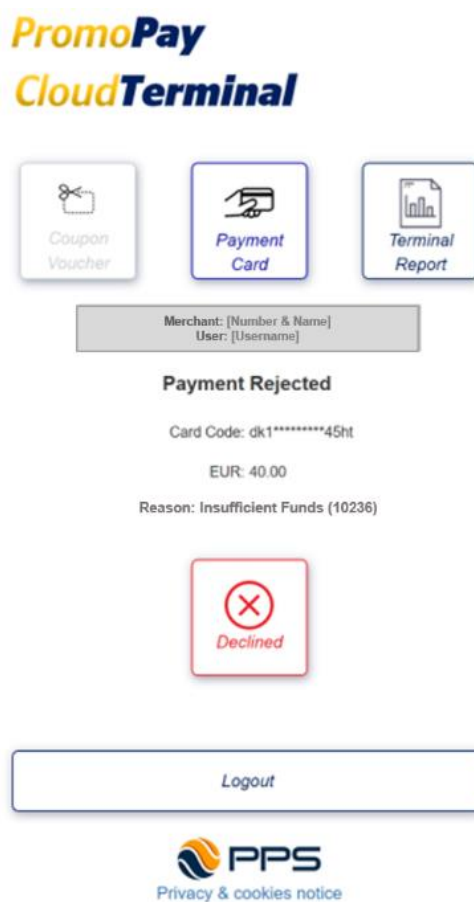 PromoPay
CloudTerminal
Coupon
Voucher
Payment
Card
Terminal
Report
Merchant: [Number & Name]
User: [Username]
Payment Rejected
Card Code: dk1*********45ht
EUR: 40.00
Reason: Insufficient Funds (10236)
Declined
Logout
PPS
Privacy & cookies notice